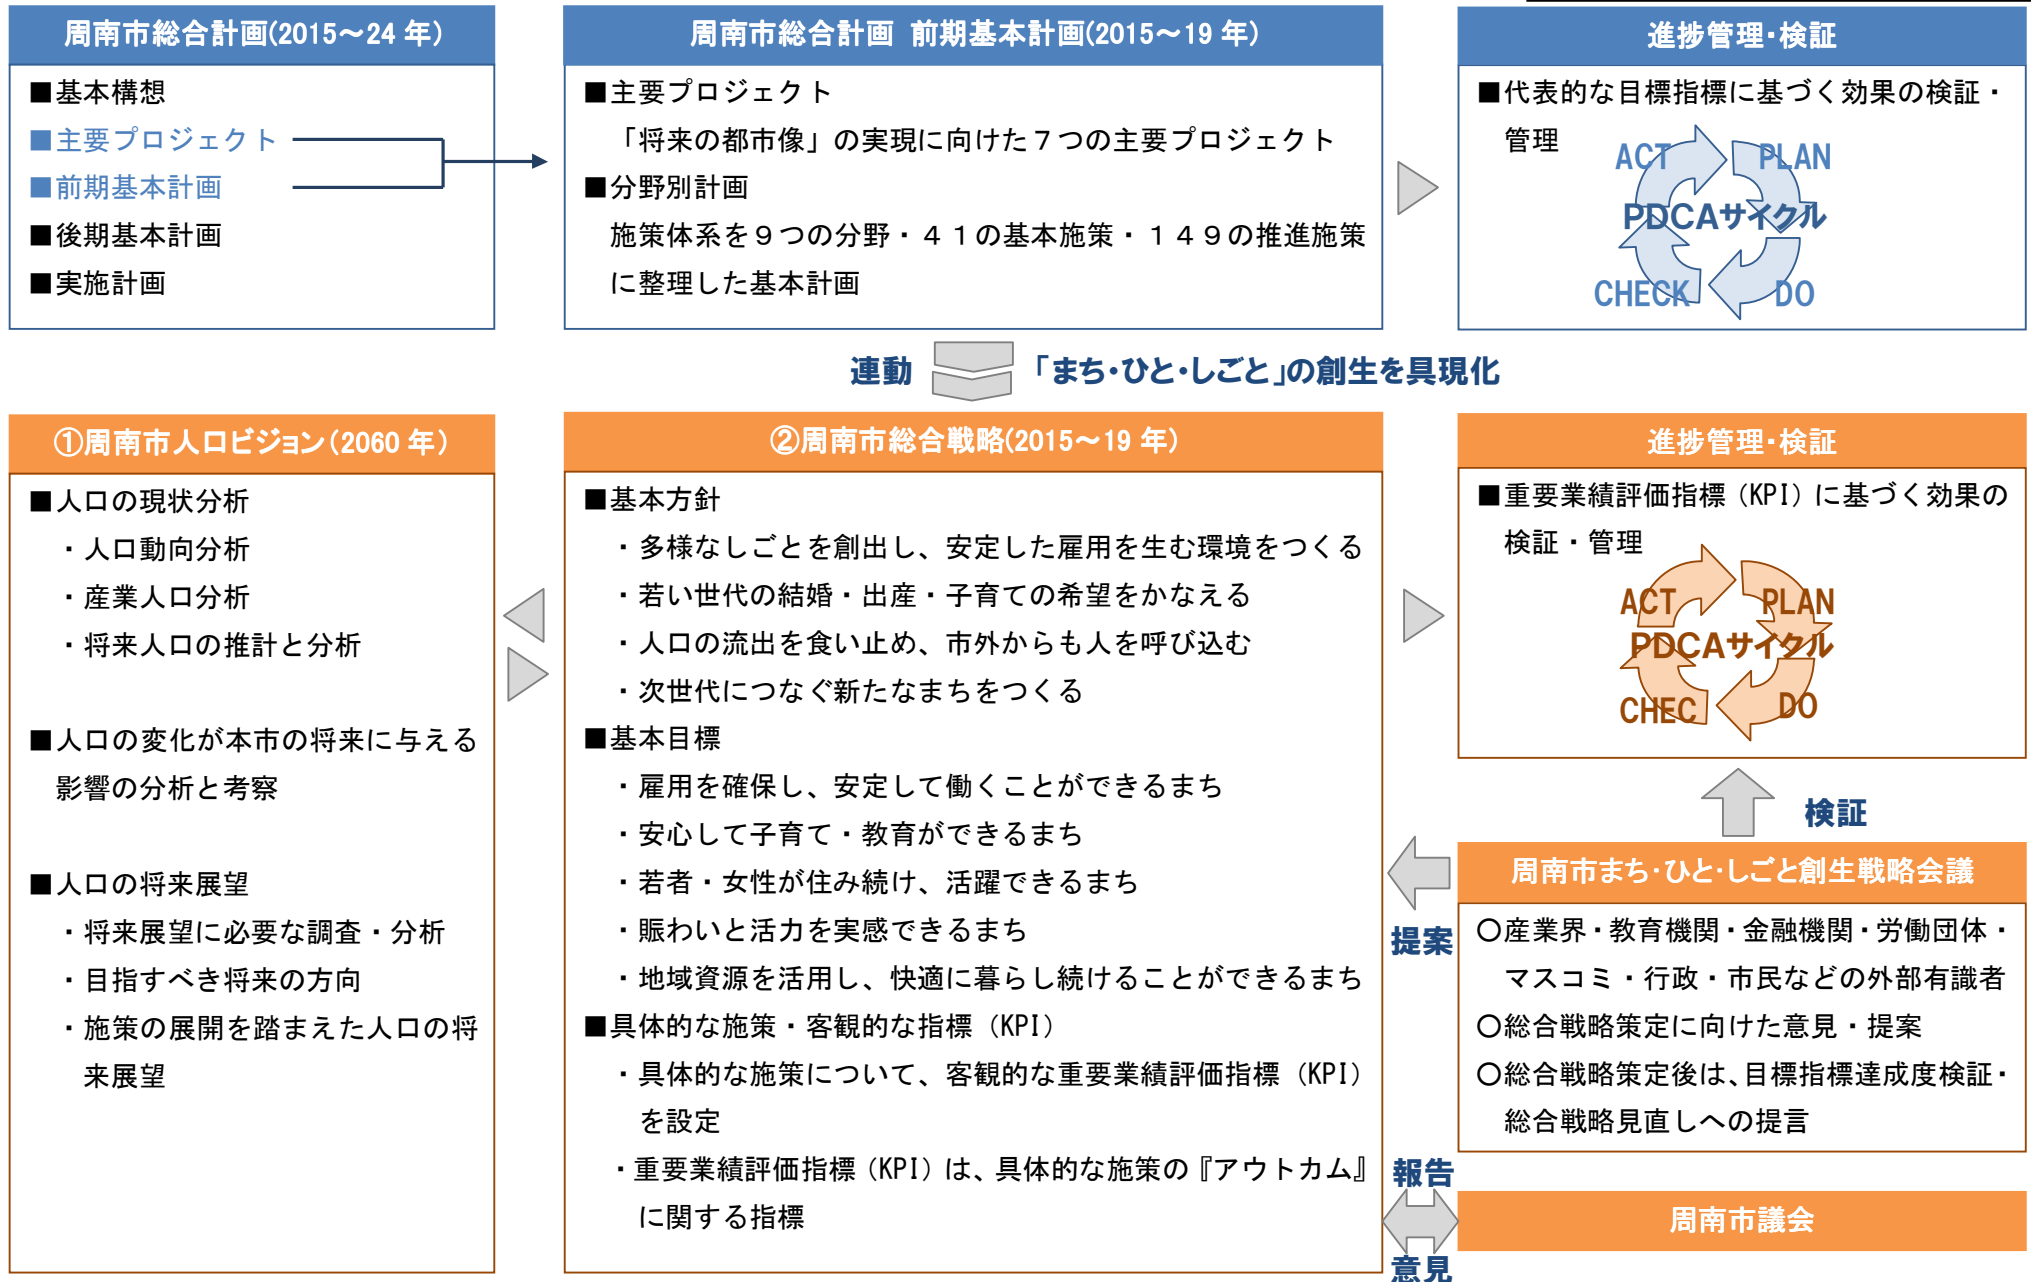 周南市総合計画(2015～24 年)
■基本構想
■主要プロジェクト
■前期基本計画
■後期基本計画
■実施計画
周南市総合計画 前期基本計画(2015～19 年)
■主要プロジェクト
「将来の都市像」の実現に向けた７つの主要プロジェクト
■分野別計画
施策体系を９つの分野・４１の基本施策・１４９の推進施策
に整理した基本計画
進捗管理・検証
■代表的な目標指標に基づく効果の検証・
管理
ACT
PLAN
PDCAサイクル
CHECK
DO
連動
「まち・ひと・しごと」の創生を具現化
①周南市人口ビジョン（2060 年）
■人口の現状分析
・人口動向分析
・産業人口分析
・将来人口の推計と分析
■人口の変化が本市の将来に与える
影響の分析と考察
■人口の将来展望
・将来展望に必要な調査・分析
・目指すべき将来の方向
・施策の展開を踏まえた人口の将
来展望
②周南市総合戦略(2015～19 年)
■基本方針
・多様なしごとを創出し、安定した雇用を生む環境をつくる
・若い世代の結婚・出産・子育ての希望をかなえる
・人口の流出を食い止め、市外からも人を呼び込む
・次世代につなぐ新たなまちをつくる
■基本目標
・雇用を確保し、安定して働くことができるまち
・安心して子育て・教育ができるまち
・若者・女性が住み続け、活躍できるまち
・賑わいと活力を実感できるまち
・地域資源を活用し、快適に暮らし続けることができるまち
■具体的な施策・客観的な指標（KPI）
・具体的な施策について、客観的な重要業績評価指標（KPI）
を設定
・重要業績評価指標（KPI）は、具体的な施策の『アウトカム』
に関する指標
進捗管理・検証
■重要業績評価指標（KPI）に基づく効果の
検証・管理
ACT
PLAN
PDCAサイクル
CHEC
DO
検証
提案
周南市まち・ひと・しごと創生戦略会議
〇産業界・教育機関・金融機関・労働団体・
マスコミ・行政・市民などの外部有識者
〇総合戦略策定に向けた意見・提案
〇総合戦略策定後は、目標指標達成度検証・
総合戦略見直しへの提言
報告
意見
周南市議会